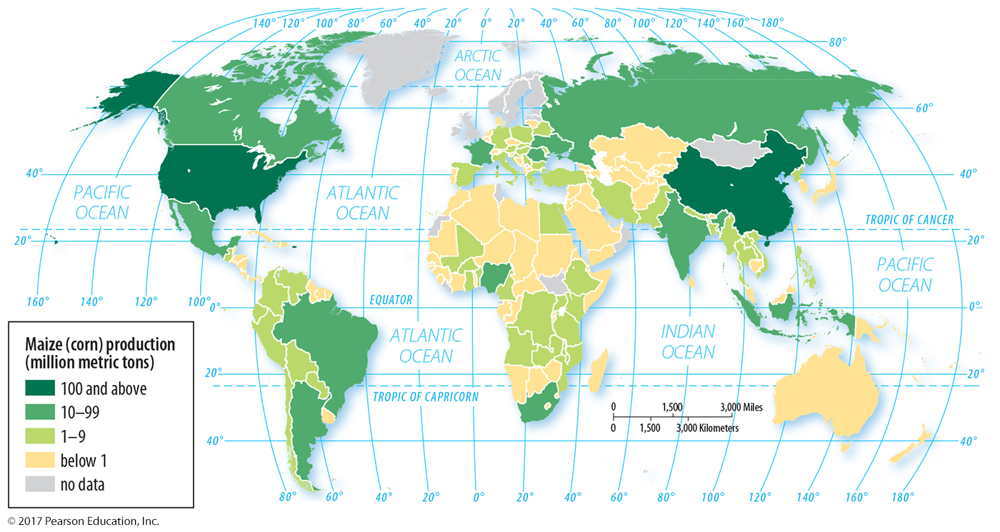 140° 120° 100° 80° 60° 40° 20° 0° 20° 40° 60° 80° 100° 120° 140° 160° 180°
80°
ARCTIC
OCEAN
60°
40°
40°
PACIFIC
OCEAN
ATLANTIC
OCEAN
TROPIC OF CANCER
20°
20°
PACIFIC
OCEAN
160° 140° 120° 100° 0°
EQUATOR
0°
ATLANTIC
OCEAN
INDIAN
OCEAN
20°
20°
TROPIC OF CAPRICORN
0 1,500 3,000 Miles
0 1,500 3,000 Kilometers
40°
40°
80° 60° 40° 20° 0° 20° 40° 60° 80° 100° 120° 140° 160° 180°
Maize (corn) production
(million metric tons)
100 and above
10–99
1–9
below 1
no data
© 2017 Pearson Education, Inc.